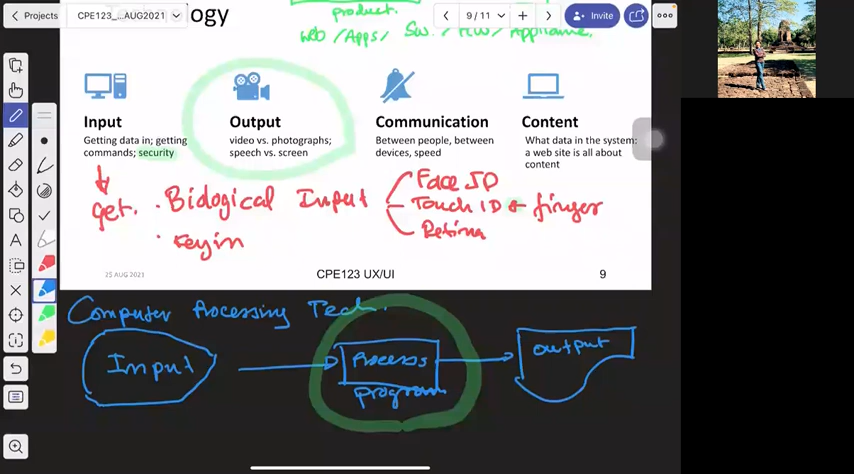 Projects CPE123_...AUG2021 9 / 11 Invite
product.
Web / Apps / SW. / HW / Appliance.
Input
Getting data in; getting
commands; security
Output
video vs. photographs;
speech vs. screen
Communication
Between people, between
devices, speed
Content
What data in the system:
a web site is all about
content
get. · Biological Input
Face ID
Touch ID finger
Retina
· Keyin
25 AUG 2021 CPE123 UX/UI 9
Computer Processing Tech.
Input
Process
program
output